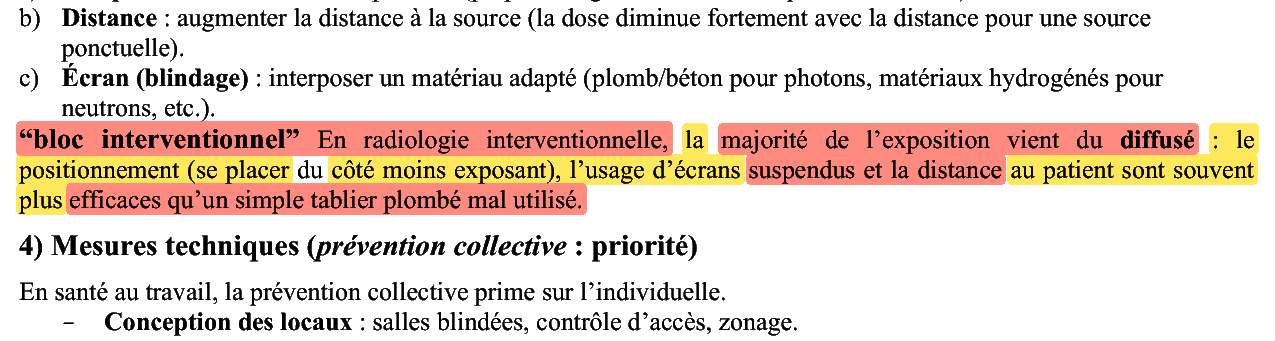 b) Distance : augmenter la distance à la source (la dose diminue fortement avec la distance pour une source
ponctuelle).
c) Écran (blindage) : interposer un matériau adapté (plomb/béton pour photons, matériaux hydrogénés pour
neutrons, etc.).
“bloc interventionnel” En radiologie interventionnelle, la majorité de l’exposition vient du diffusé : le
positionnement (se placer du côté moins exposant), l’usage d’écrans suspendus et la distance au patient sont souvent
plus efficaces qu’un simple tablier plombé mal utilisé.
4) Mesures techniques (prévention collective : priorité)
En santé au travail, la prévention collective prime sur l’individuelle.
– Conception des locaux : salles blindées, contrôle d’accès, zonage.